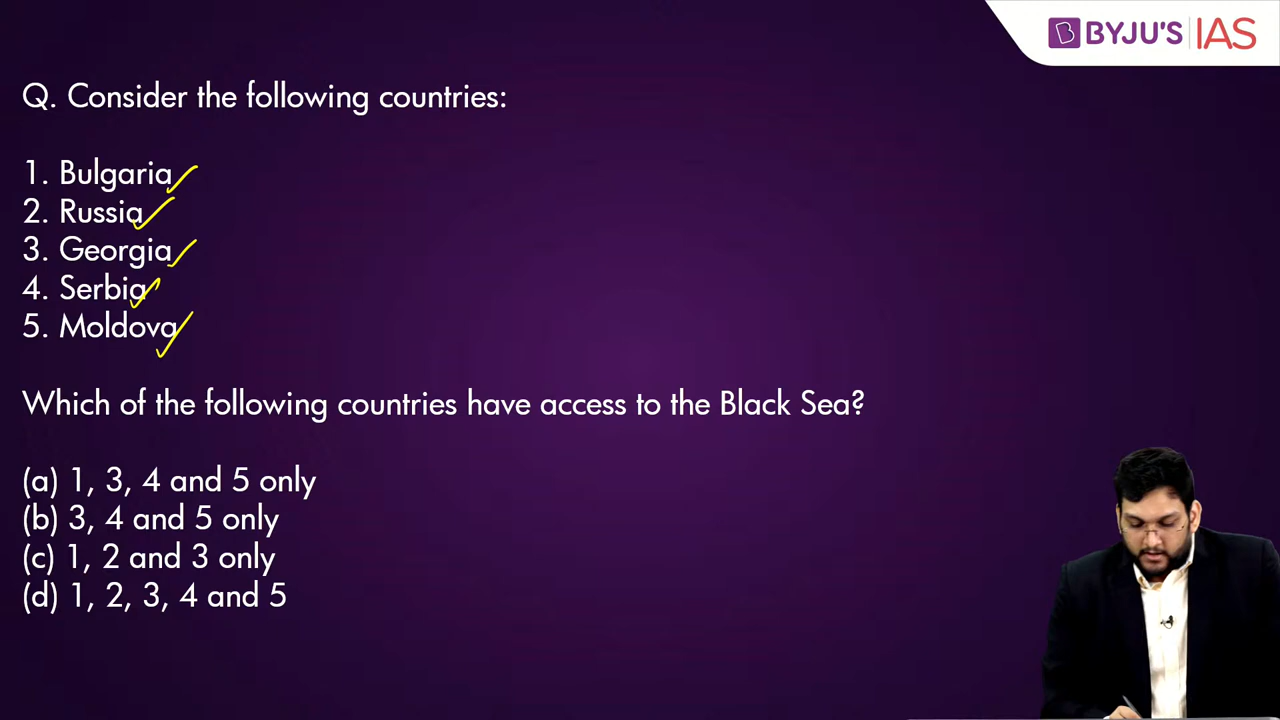 BYJU'S IAS
Q. Consider the following countries:
1. Bulgaria
2. Russia
3. Georgia
4. Serbia
5. Moldova
Which of the following countries have access to the Black Sea?
(a) 1, 3, 4 and 5 only
(b) 3, 4 and 5 only
(c) 1, 2 and 3 only
(d) 1, 2, 3, 4 and 5